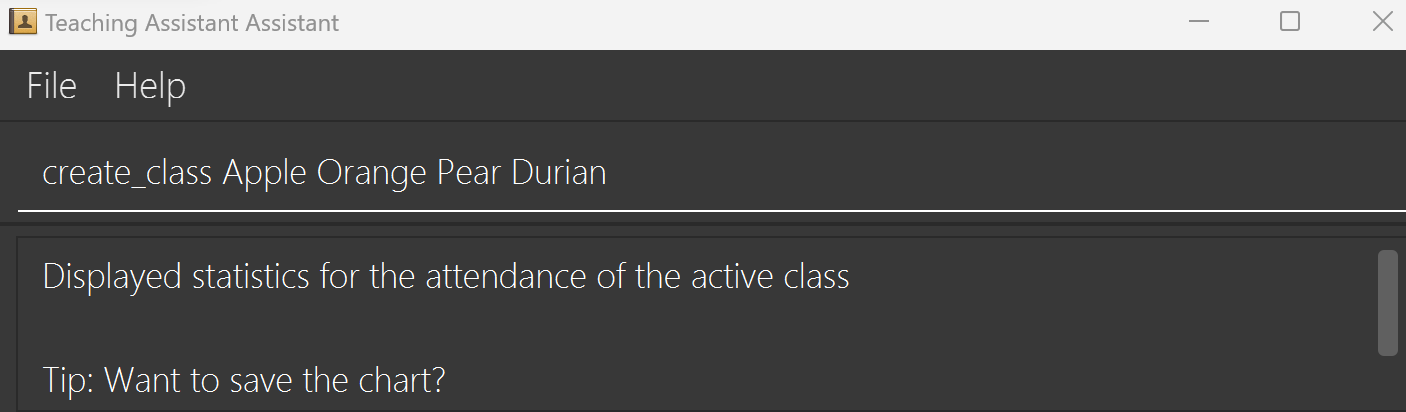 Teaching Assistant Assistant
File Help
create_class Apple Orange Pear Durian
Displayed statistics for the attendance of the active class
Tip: Want to save the chart?